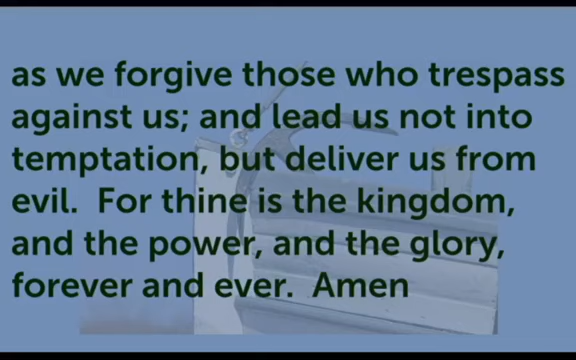 as we forgive those who trespass
against us; and lead us not into
temptation, but deliver us from
evil.  For thine is the kingdom,
and the power, and the glory,
forever and ever.  Amen